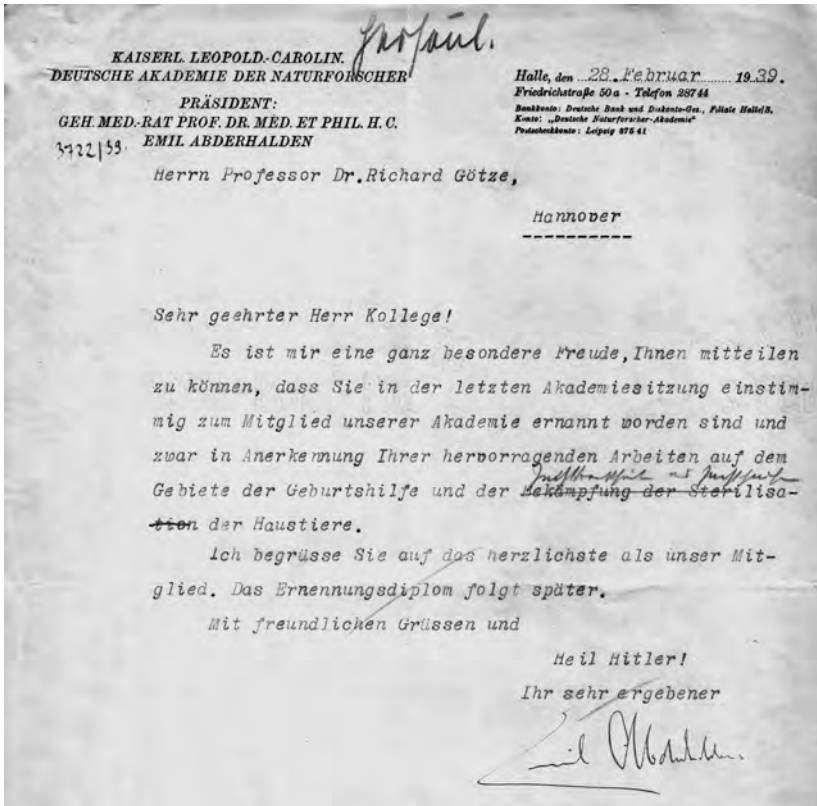 Persönl.
KAISERL. LEOPOLD.-CAROLIN.
DEUTSCHE AKADEMIE DER NATURFORSCHER
PRÄSIDENT:
GEH. MED.-RAT PROF. DR. MED. ET PHIL. H. C.
EMIL ABDERHALDEN
3722/39.
Halle, den 28. Februar 1939.
Friedrichstraße 50a - Telefon 28744
Bankkonto: Deutsche Bank und Diskonto-Ges., Filiale Halle/S.
Konto: „Deutsche Naturforscher-Akademie"
Postscheckkonto: Leipzig 875 41
Herrn Professor Dr.Richard Götze,
Hannover
Sehr geehrter Herr Kollege!
Es ist mir eine ganz besondere Freude,Ihnen mitteilen
zu können, dass Sie in der letzten Akademiesitzung einstim-
mig zum Mitglied unserer Akademie ernannt worden sind und
zwar in Anerkennung Ihrer hervorragenden Arbeiten auf dem
Gebiete der Geburtshilfe und der Bekämpfung der Sterilisa-
tion der Haustiere.
Ich begrüsse Sie auf das herzlichste als unser Mit-
glied. Das Ernennungsdiplom folgt später.
Mit freundlichen Grüssen und
Heil Hitler!
Ihr sehr ergebener
Emil Abderhalden.